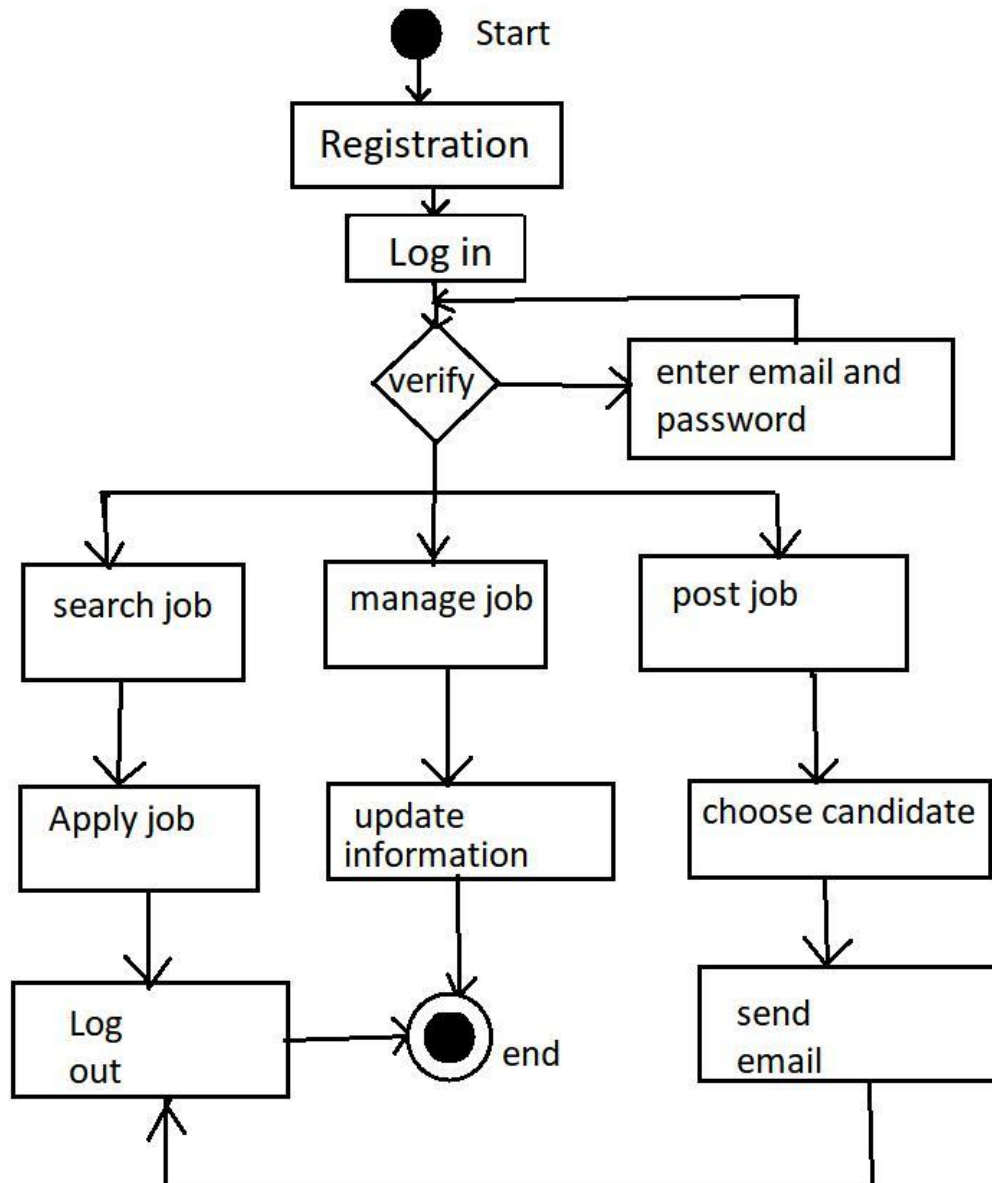 Start
Registration
Log in
verify
enter email and
password
search job
manage job
post job
Apply job
update
information
choose candidate
Log
out
end
send
email